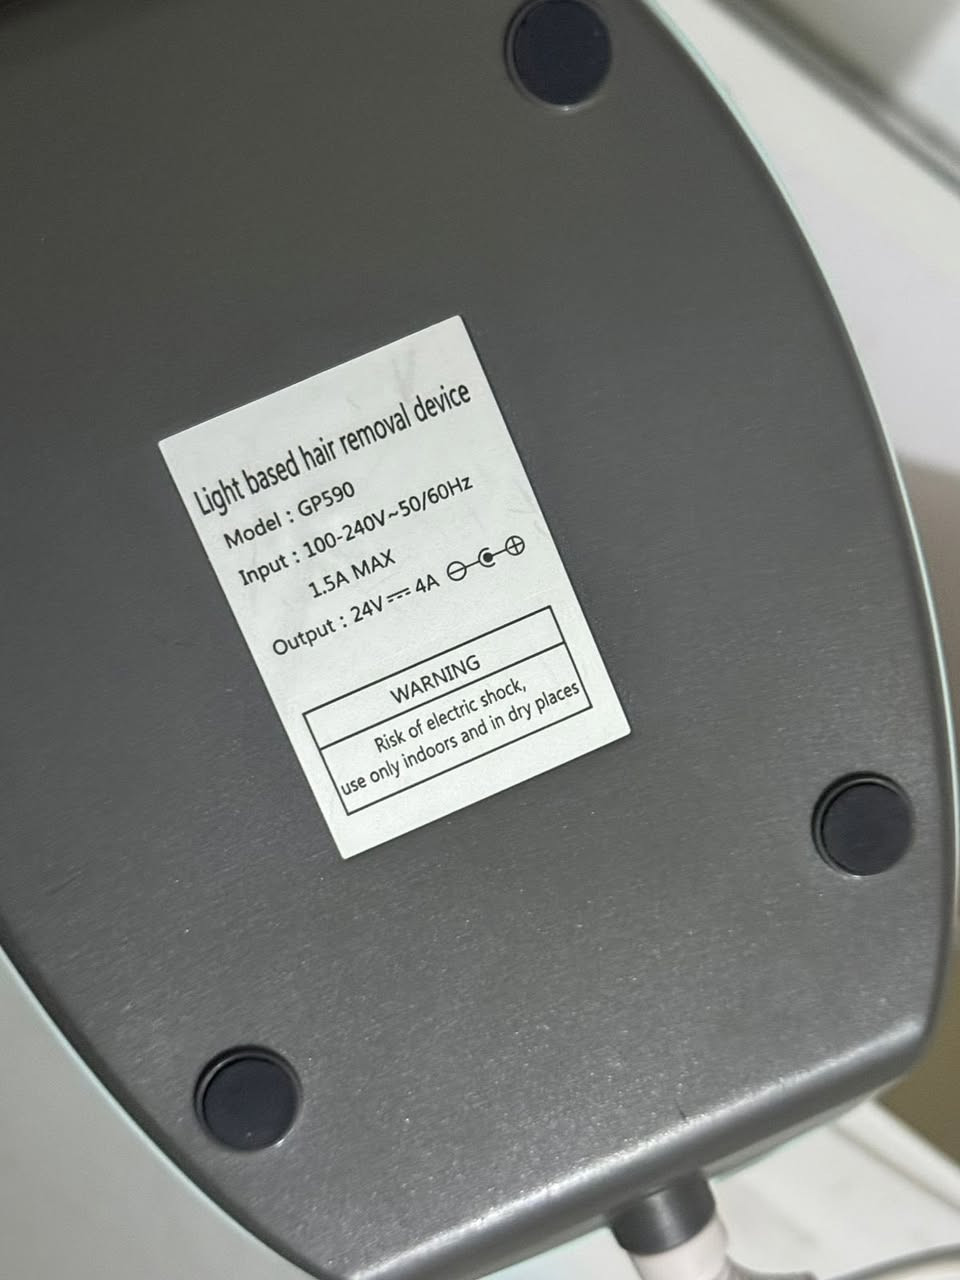 Light based hair removal device
Model : GP590
Input : 100-240V~50/60Hz
1.5A MAX
Output : 24V⎓4A
WARNING
Risk of electric shock,
use only indoors and in dry places